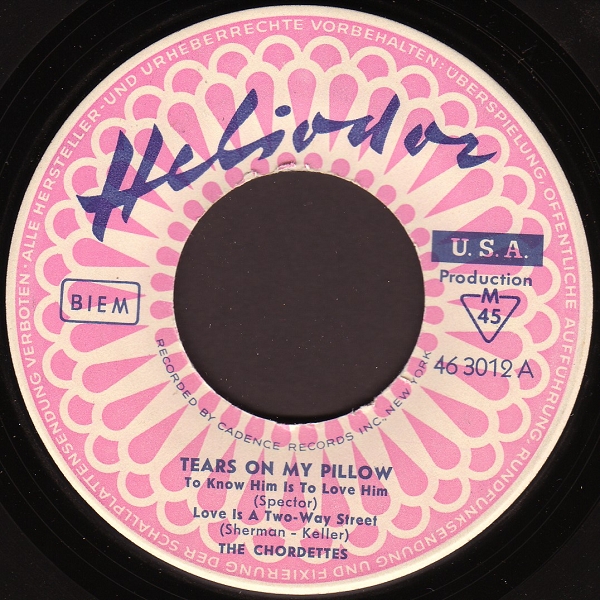 Heliodor
ALLE HERSTELLER- UND URHEBERRECHTE VORBEHALTEN · ÜBERSPIELUNG, ÖFFENTLICHE AUFFÜHRUNG, RUNDFUNKSENDUNG UND FIXIERUNG DER SCHALLPLATTENSENDUNG VERBOTEN ·
U.S.A.
Production
BIEM
M
45
46 3012 A
RECORDED BY CADENCE RECORDS INC. NEW YORK
TEARS ON MY PILLOW
To Know Him Is To Love Him
(Spector)
Love Is A Two-Way Street
(Sherman - Keller)
THE CHORDETTES